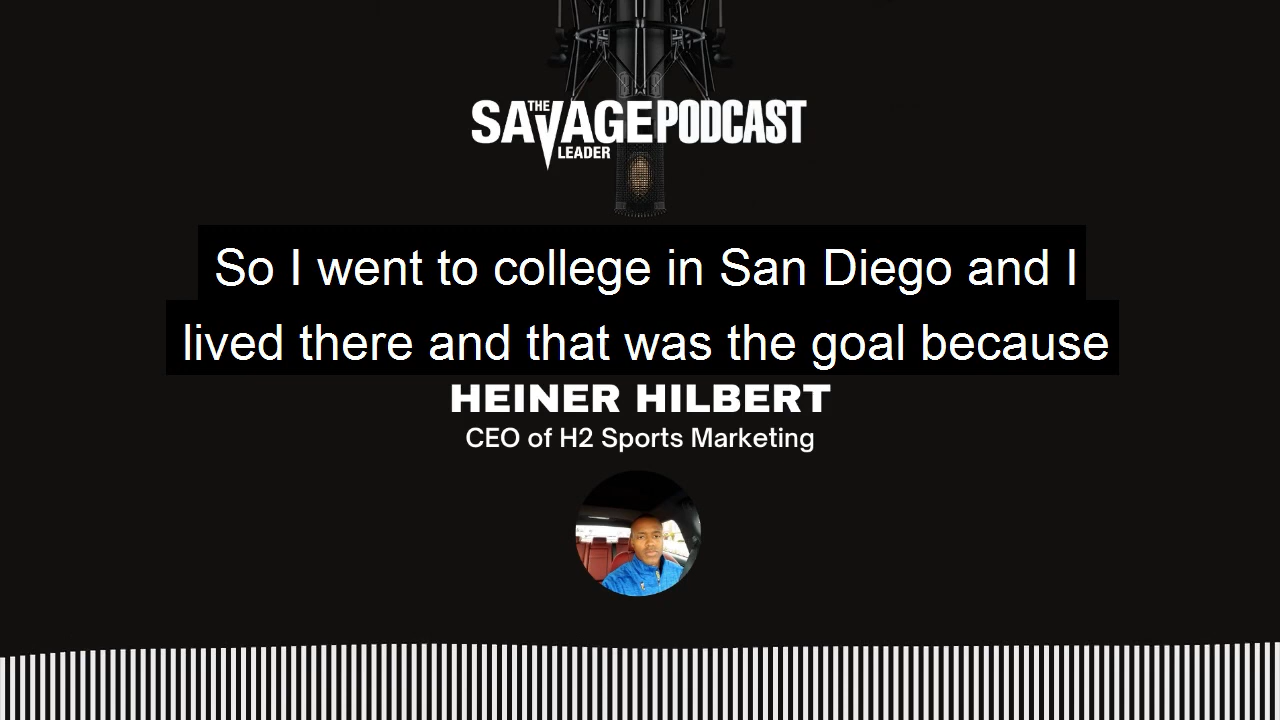 THE
SAVAGE PODCAST
LEADER
So I went to college in San Diego and I
lived there and that was the goal because
HEINER HILBERT
CEO of H2 Sports Marketing